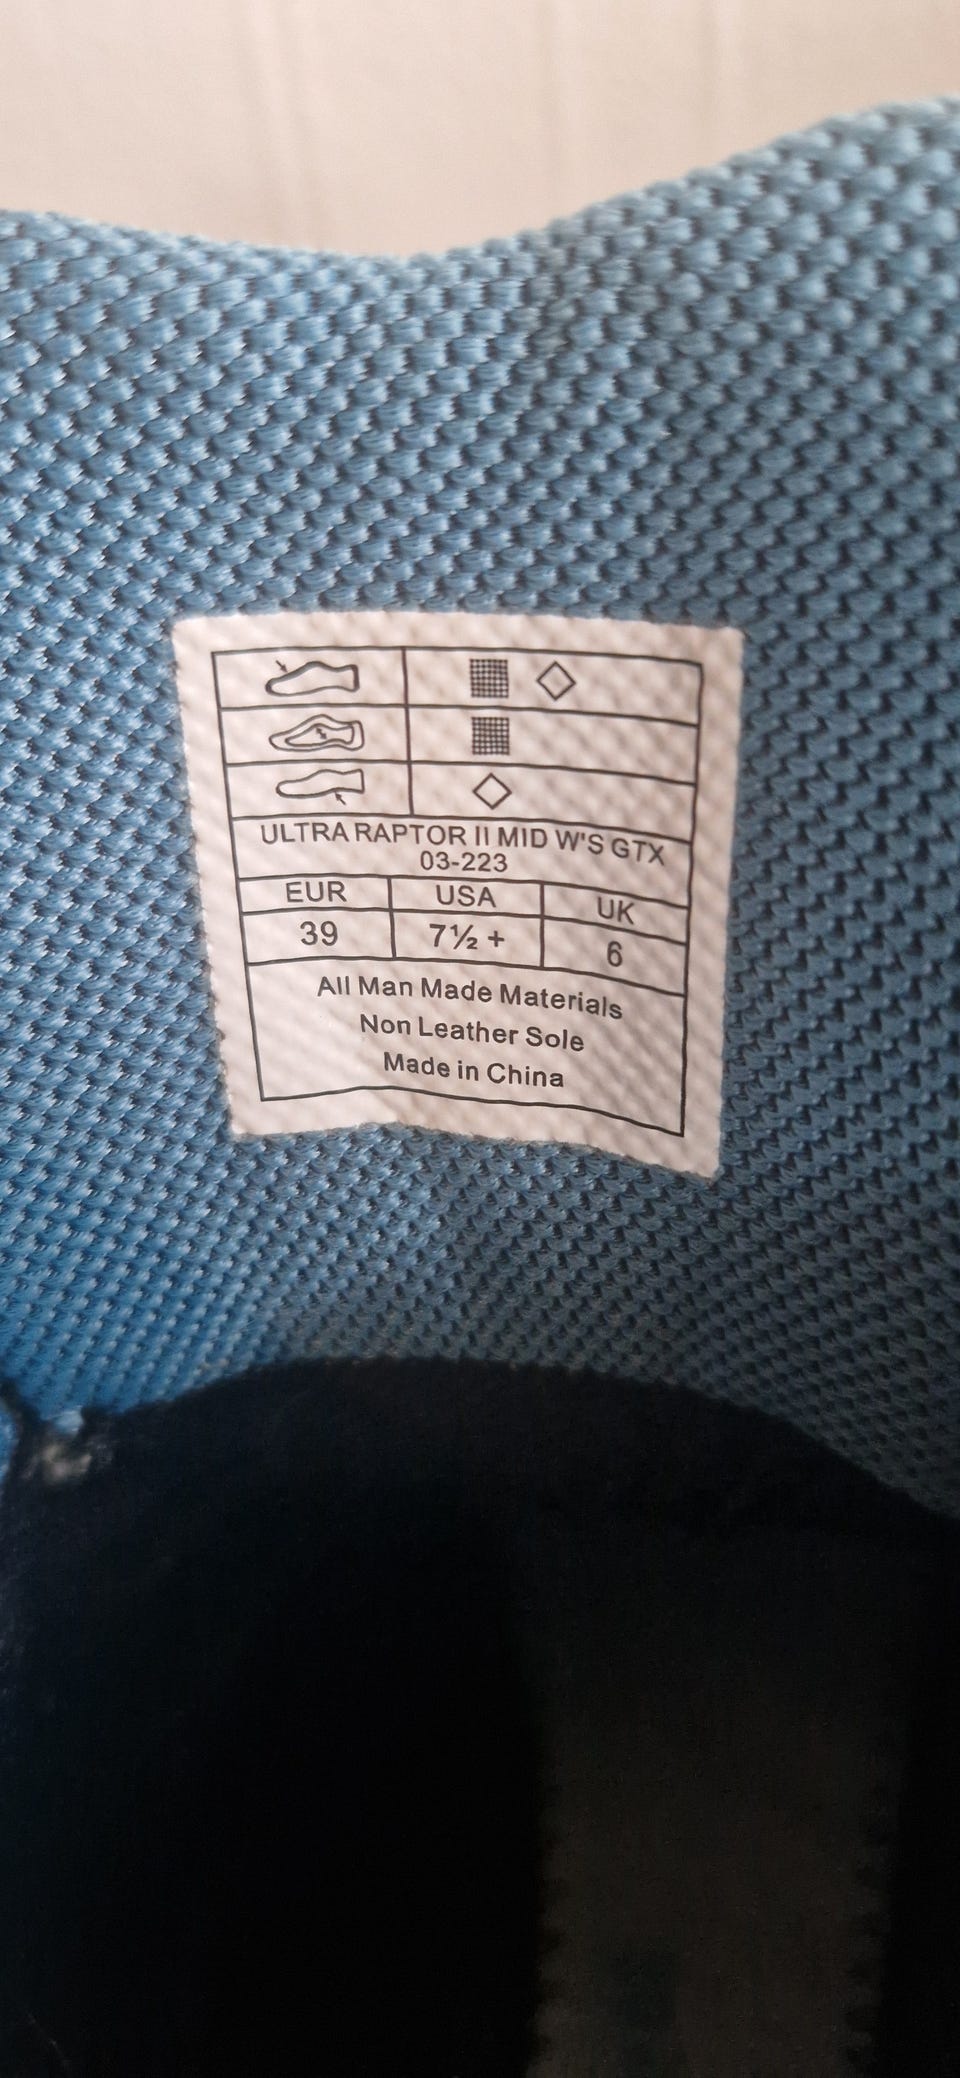 ULTRA RAPTOR II MID W'S GTX
03-223
EUR USA UK
39 7½ + 6
All Man Made Materials
Non Leather Sole
Made in China